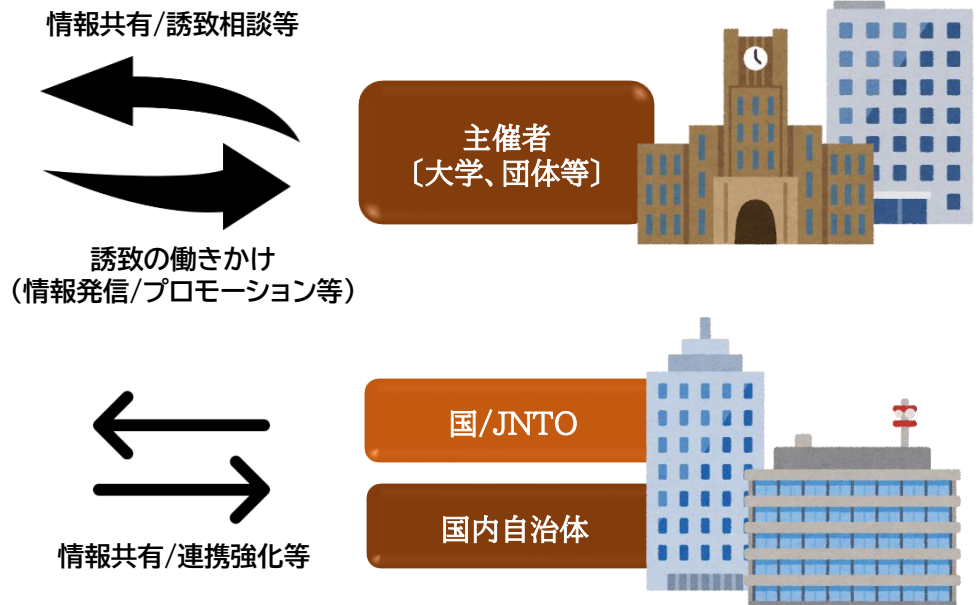 情報共有/誘致相談等
主催者
〔大学、団体等〕
誘致の働きかけ
（情報発信/プロモーション等）
国/JNTO
国内自治体
情報共有/連携強化等